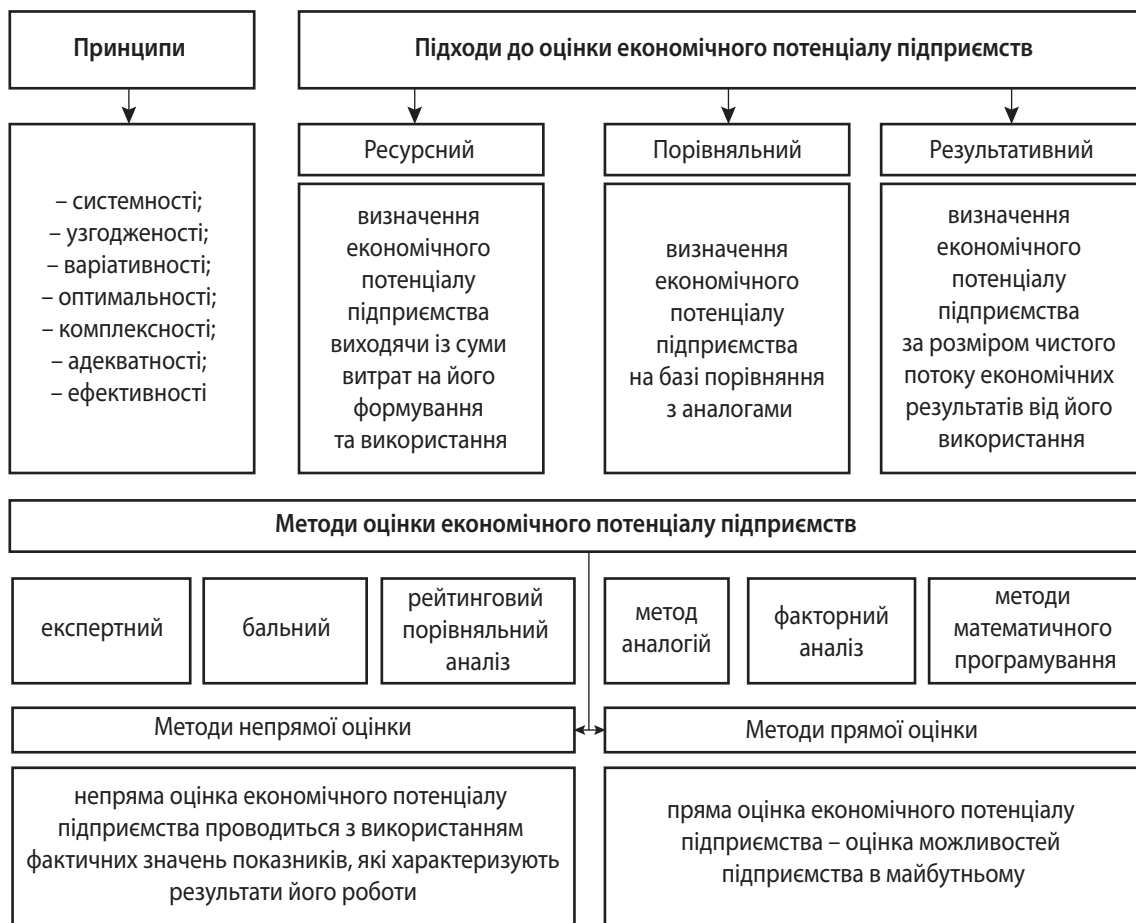 Принципи
Підходи до оцінки економічного потенціалу підприємств
– системності;
– узгодженості;
– варіативності;
– оптимальності;
– комплексності;
– адекватності;
– ефективності
Ресурсний
визначення
економічного
потенціалу
підприємства
виходячи із суми
витрат на його
формування
та використання
Порівняльний
визначення
економічного
потенціалу
підприємства
на базі порівняння
з аналогами
Результативний
визначення
економічного
потенціалу
підприємства
за розміром чистого
потоку економічних
результатів від його
використання
Методи оцінки економічного потенціалу підприємств
експертний
бальний
рейтинговий
порівняльний
аналіз
метод
аналогій
факторний
аналіз
методи
математичного
програмування
Методи непрямої оцінки
Методи прямої оцінки
непряма оцінка економічного потенціалу
підприємства проводиться з використанням
фактичних значень показників, які характеризують
результати його роботи
пряма оцінка економічного потенціалу
підприємства – оцінка можливостей
підприємства в майбутньому